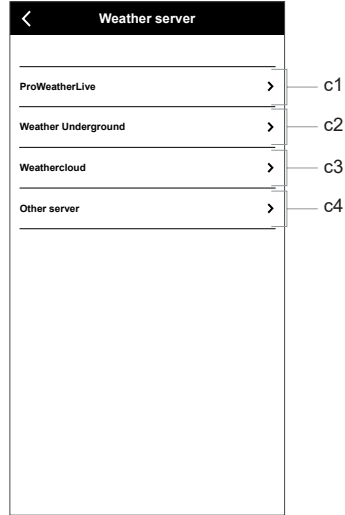 Weather server
ProWeatherLive
c1
Weather Underground
c2
Weathercloud
c3
Other server
c4